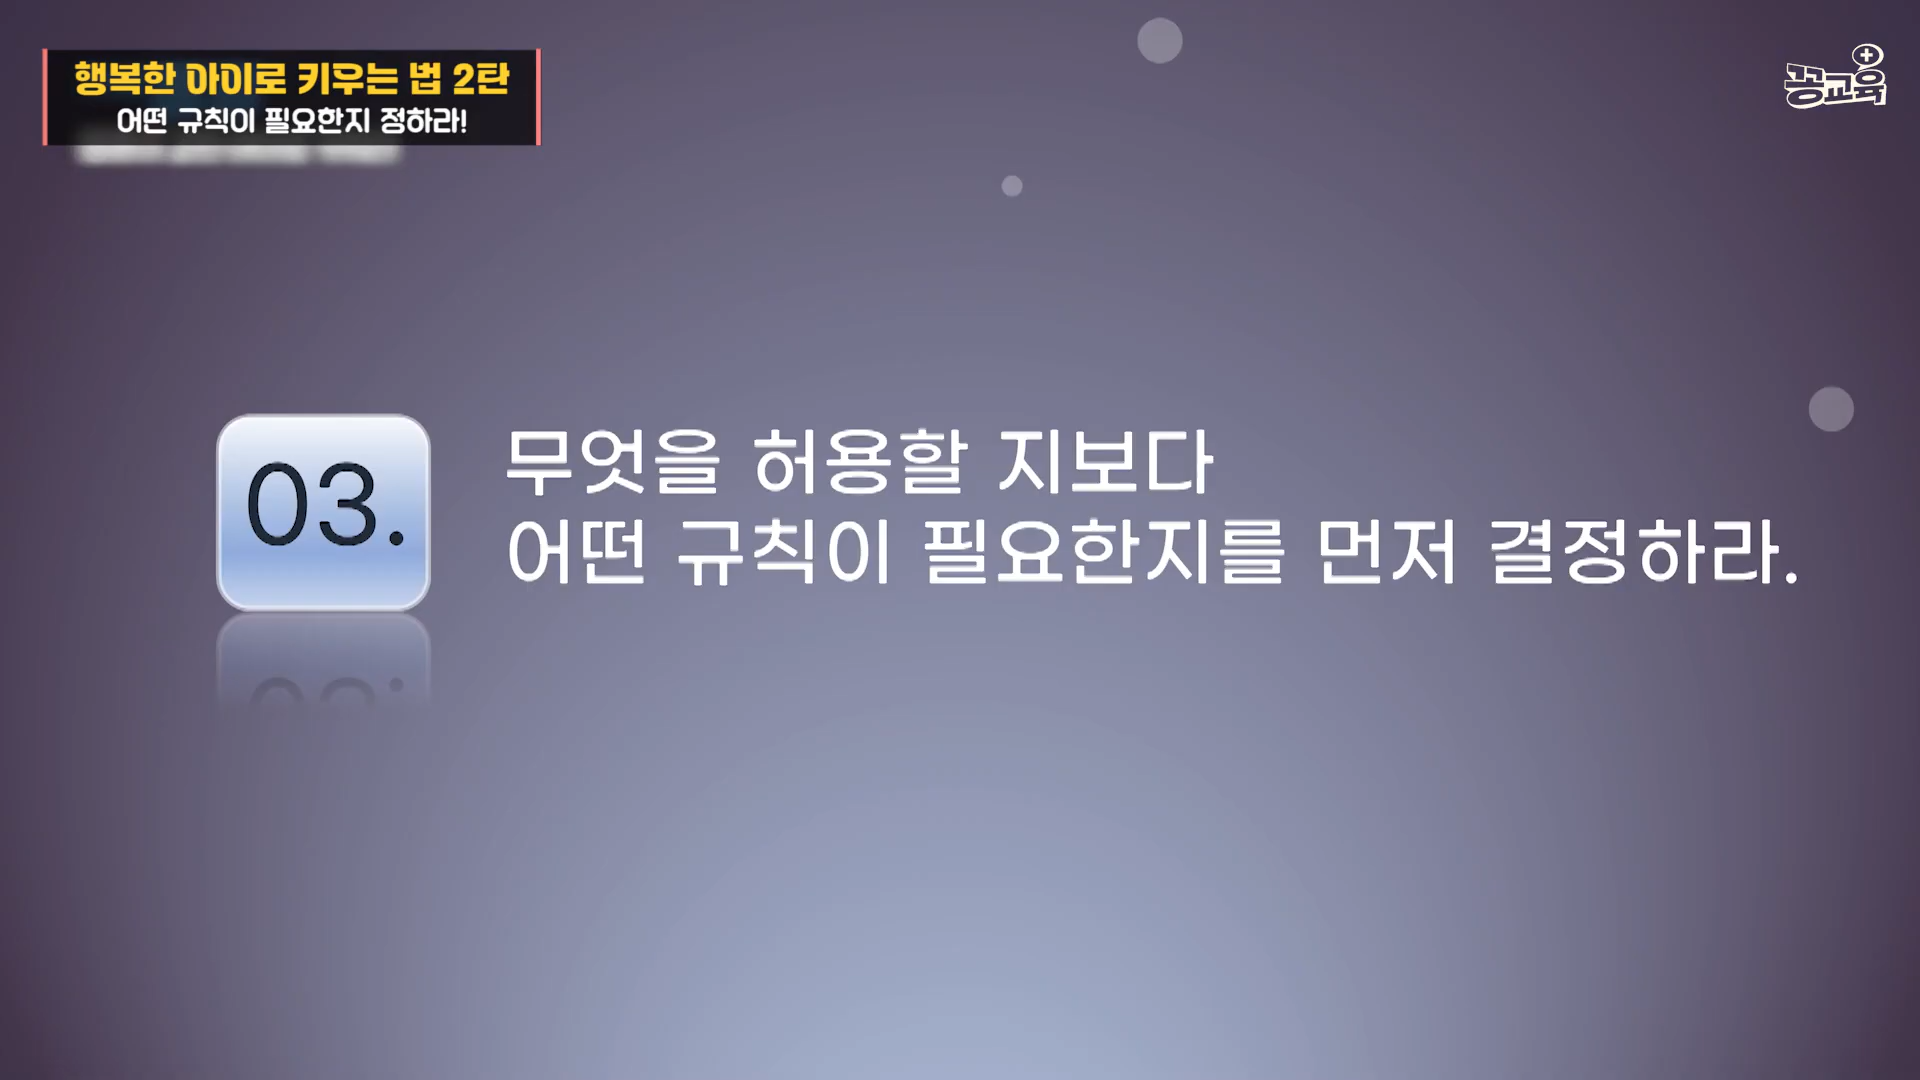 행복한 아이로 키우는 법 2탄
어떤 규칙이 필요한지 정하라!
끙교육
03.
무엇을 허용할 지보다
어떤 규칙이 필요한지를 먼저 결정하라.